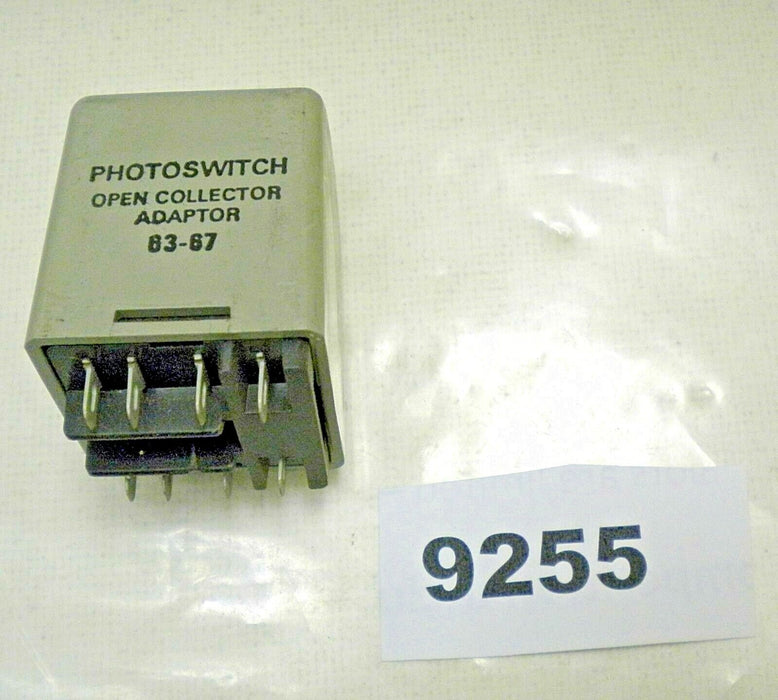 PHOTOSWITCH
OPEN COLLECTOR
ADAPTOR
63-67
9255